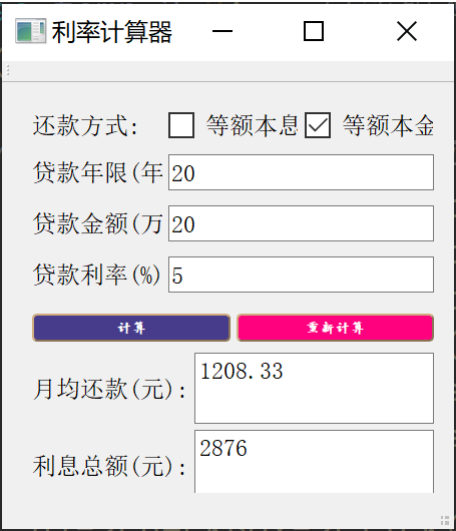 利率计算器
还款方式: 等额本息 等额本金
贷款年限(年 20
贷款金额(万 20
贷款利率(%) 5
计算 重新计算
月均还款(元): 1208.33
利息总额(元): 2876